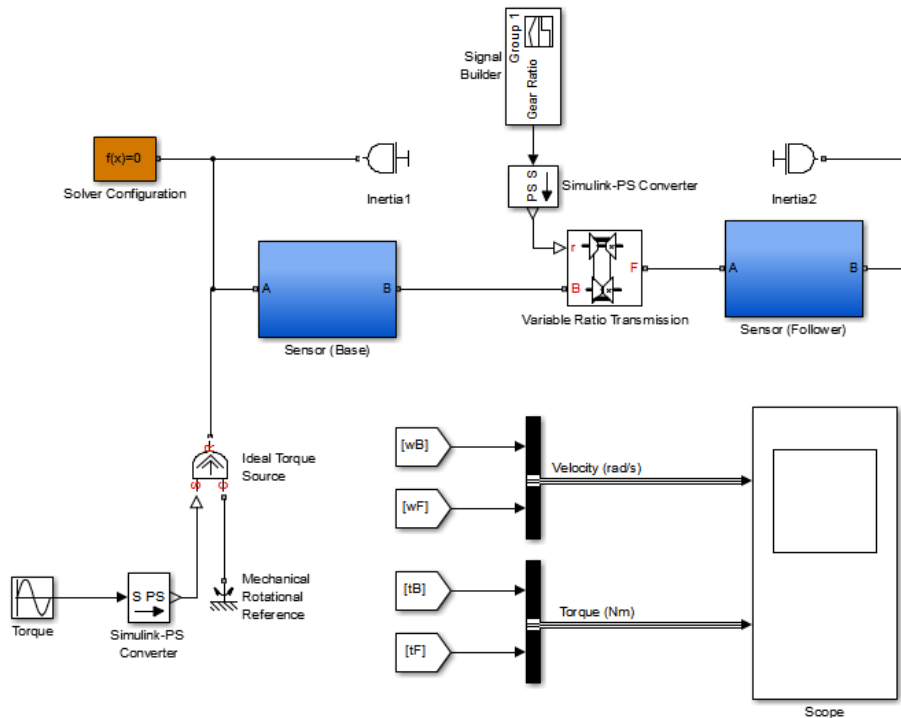 Signal
Builder
Group 1
Gear Ratio
f(x)=0
Solver Configuration
Inertia1
PS S
Simulink-PS Converter
Inertia2
A
B
Sensor (Base)
r
B
F
Variable Ratio Transmission
A
B
Sensor (Follower)
R
S
C
Ideal Torque
Source
[wB]
[wF]
Velocity (rad/s)
[tB]
[tF]
Torque (Nm)
Scope
Torque
S PS
Simulink-PS
Converter
Mechanical
Rotational
Reference